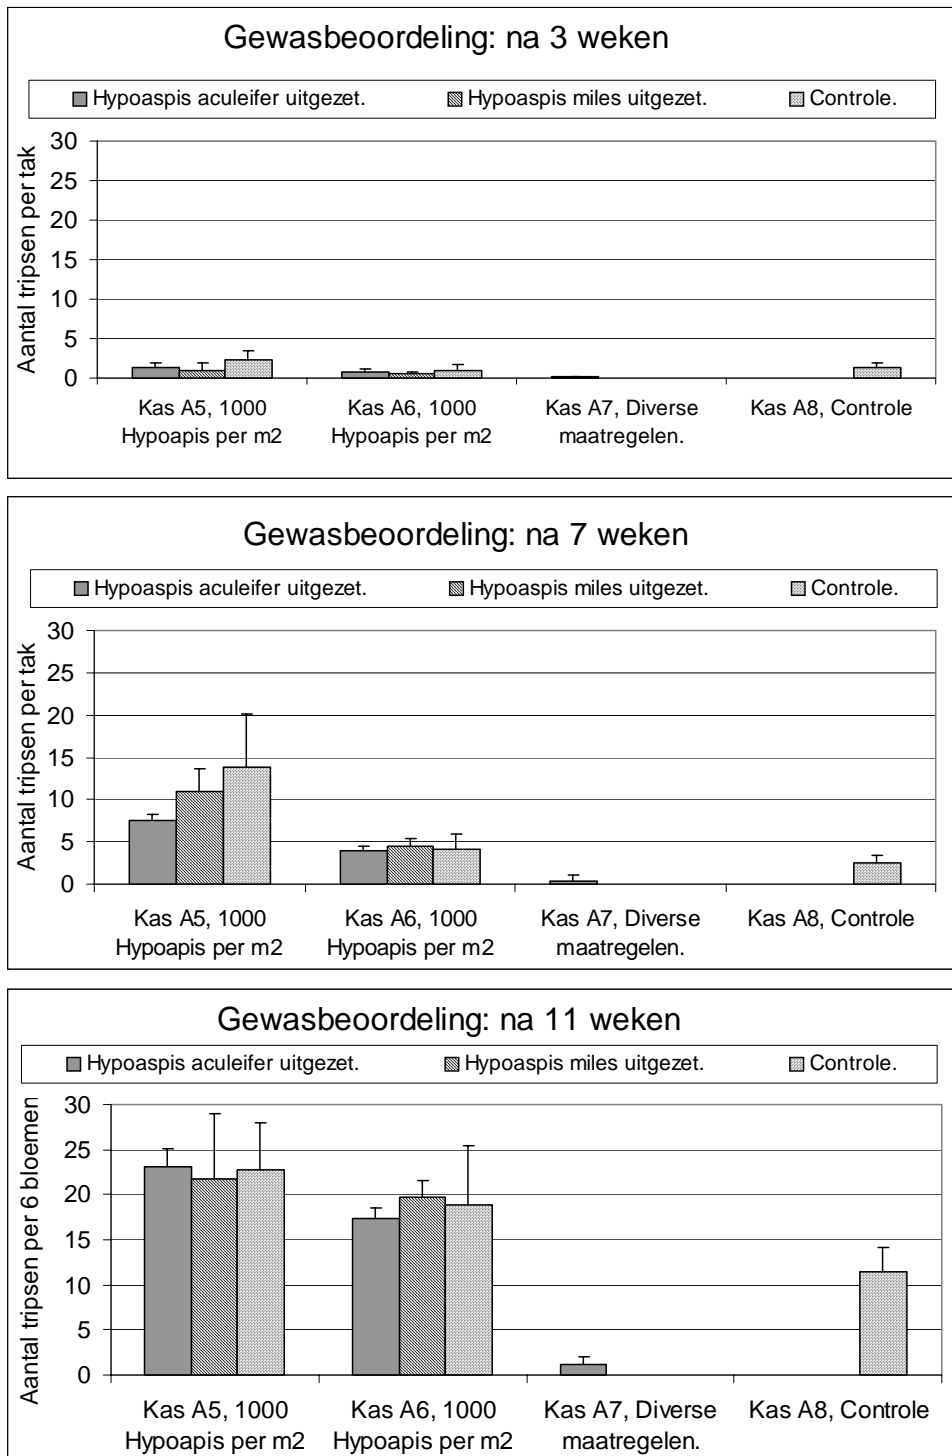 Gewasbeoordeling: na 3 weken
Hypoaspis aculeifer uitgezet. Hypoaspis miles uitgezet. Controle.
Aantal tripsen per tak
30
25
20
15
10
5
0
Kas A5, 1000 Hypoapis per m2
Kas A6, 1000 Hypoapis per m2
Kas A7, Diverse maatregelen.
Kas A8, Controle
Gewasbeoordeling: na 7 weken
Hypoaspis aculeifer uitgezet. Hypoaspis miles uitgezet. Controle.
Aantal tripsen per tak
30
25
20
15
10
5
0
Kas A5, 1000 Hypoapis per m2
Kas A6, 1000 Hypoapis per m2
Kas A7, Diverse maatregelen.
Kas A8, Controle
Gewasbeoordeling: na 11 weken
Hypoaspis aculeifer uitgezet. Hypoaspis miles uitgezet. Controle.
Aantal tripsen per 6 bloemen
30
25
20
15
10
5
0
Kas A5, 1000 Hypoapis per m2
Kas A6, 1000 Hypoapis per m2
Kas A7, Diverse maatregelen.
Kas A8, Controle